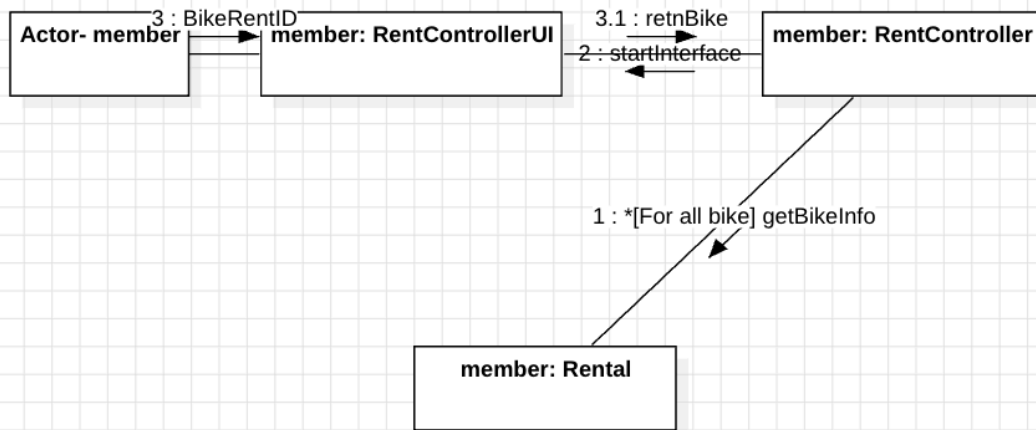 3 : BikeRentID
3.1 : retnBike
Actor- member
member: RentControllerUI
member: RentController
2 : startInterface
1 : *[For all bike] getBikeInfo
member: Rental